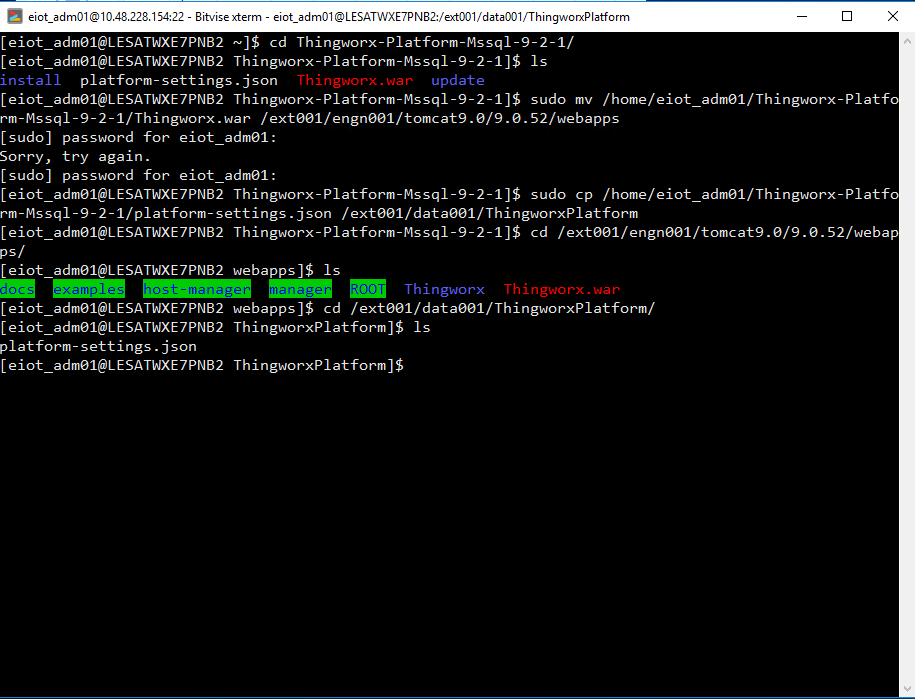 eiot_adm01@10.48.228.154:22 - Bitvise xterm - eiot_adm01@LESATWXE7PNB2:/ext001/data001/ThingworxPlatform
[eiot_adm01@LESATWXE7PNB2 ~]$ cd Thingworx-Platform-Mssql-9-2-1/
[eiot_adm01@LESATWXE7PNB2 Thingworx-Platform-Mssql-9-2-1]$ ls
install  platform-settings.json  Thingworx.war  update
[eiot_adm01@LESATWXE7PNB2 Thingworx-Platform-Mssql-9-2-1]$ sudo mv /home/eiot_adm01/Thingworx-Platfo
rm-Mssql-9-2-1/Thingworx.war /ext001/engn001/tomcat9.0/9.0.52/webapps
[sudo] password for eiot_adm01:
Sorry, try again.
[sudo] password for eiot_adm01:
[eiot_adm01@LESATWXE7PNB2 Thingworx-Platform-Mssql-9-2-1]$ sudo cp /home/eiot_adm01/Thingworx-Platfo
rm-Mssql-9-2-1/platform-settings.json /ext001/data001/ThingworxPlatform
[eiot_adm01@LESATWXE7PNB2 Thingworx-Platform-Mssql-9-2-1]$ cd /ext001/engn001/tomcat9.0/9.0.52/webap
ps/
[eiot_adm01@LESATWXE7PNB2 webapps]$ ls
docs  examples  host-manager  manager  ROOT  Thingworx  Thingworx.war
[eiot_adm01@LESATWXE7PNB2 webapps]$ cd /ext001/data001/ThingworxPlatform/
[eiot_adm01@LESATWXE7PNB2 ThingworxPlatform]$ ls
platform-settings.json
[eiot_adm01@LESATWXE7PNB2 ThingworxPlatform]$